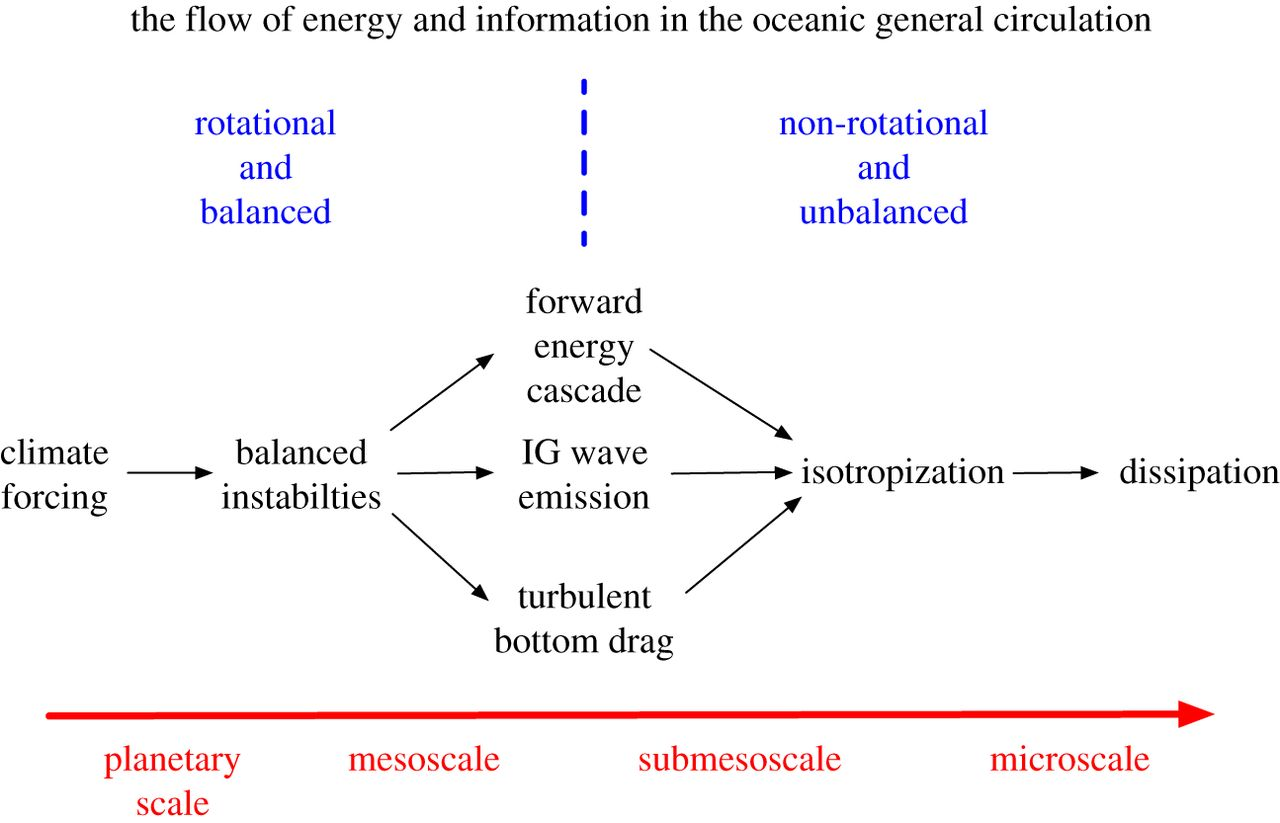 the flow of energy and information in the oceanic general circulation
rotational
and
balanced
non-rotational
and
unbalanced
forward
energy
cascade
climate
forcing
balanced
instabilties
IG wave
emission
isotropization
dissipation
turbulent
bottom drag
planetary
scale
mesoscale
submesoscale
microscale